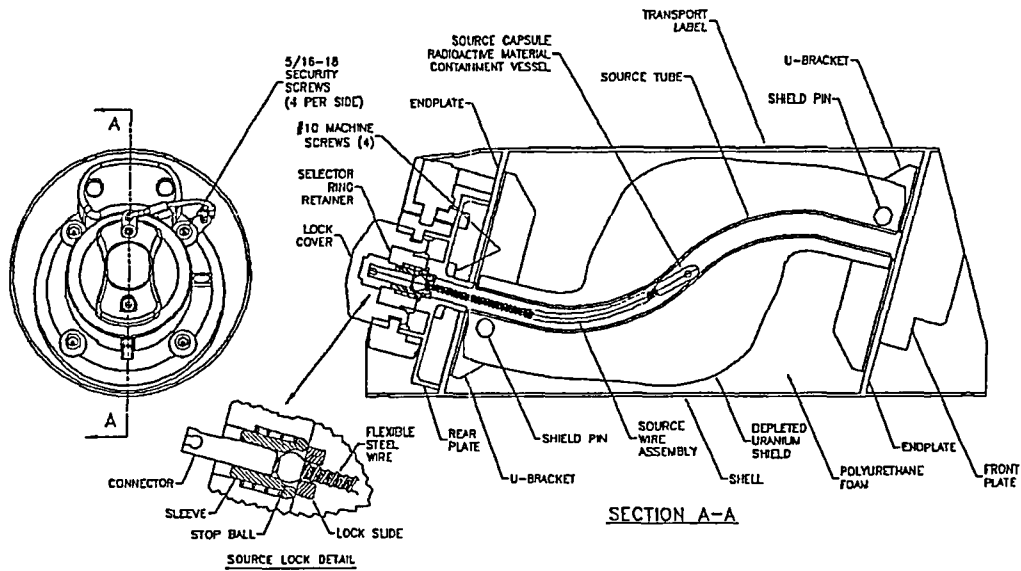 TRANSPORT
LABEL
SOURCE CAPSULE
RADIOACTIVE MATERIAL
CONTAINMENT VESSEL
U-BRACKET
5/16-18
SECURITY
SCREWS
(4 PER SIDE)
SOURCE TUBE
SHIELD PIN
ENDPLATE
A
#10 MACHINE
SCREWS (4)
SELECTOR
RING
RETAINER
LOCK
COVER
A
FLEXIBLE
STEEL
WIRE
REAR
PLATE
SHIELD PIN
SOURCE
WIRE
ASSEMBLY
DEPLETED
URANIUM
SHIELD
ENDPLATE
CONNECTOR
U-BRACKET
SHELL
POLYURETHANE
FOAM
FRONT
PLATE
SLEEVE
STOP BALL
LOCK SLIDE
SECTION A-A
SOURCE LOCK DETAIL